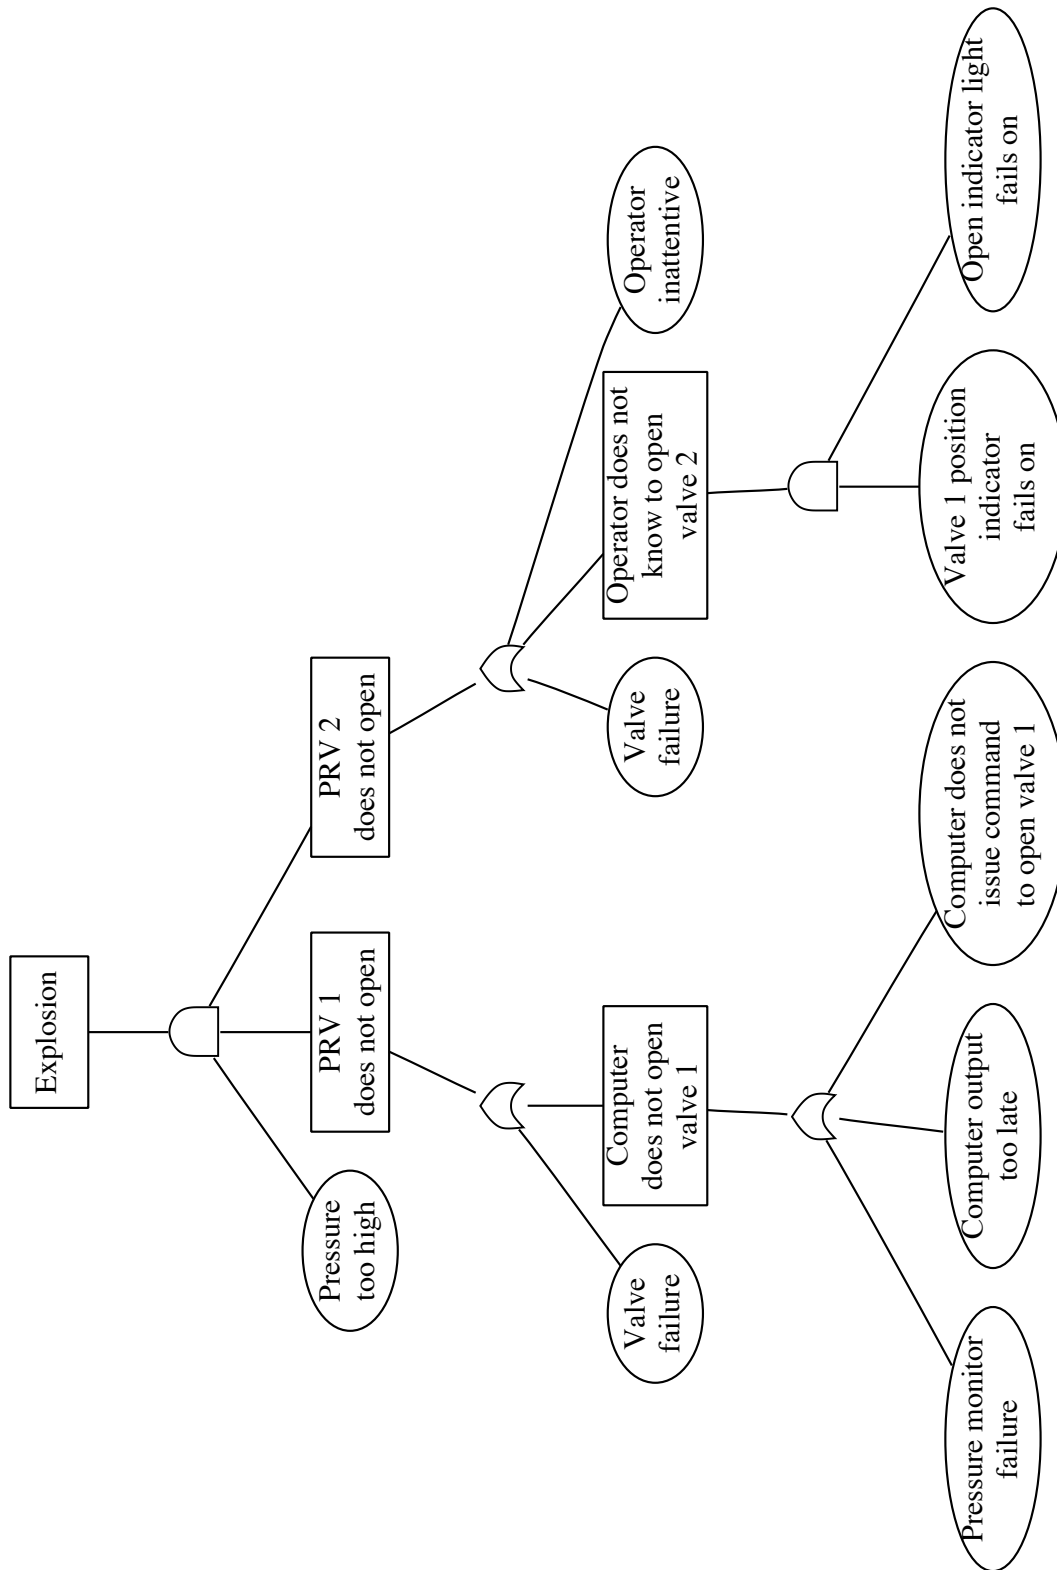 Explosion
Pressure
too high
PRV 1
does not open
PRV 2
does not open
Valve
failure
Computer
does not open
valve 1
Valve
failure
Operator does not
know to open
valve 2
Operator
inattentive
Pressure monitor
failure
Computer output
too late
Computer does not
issue command
to open valve 1
Valve 1 position
indicator
fails on
Open indicator light
fails on